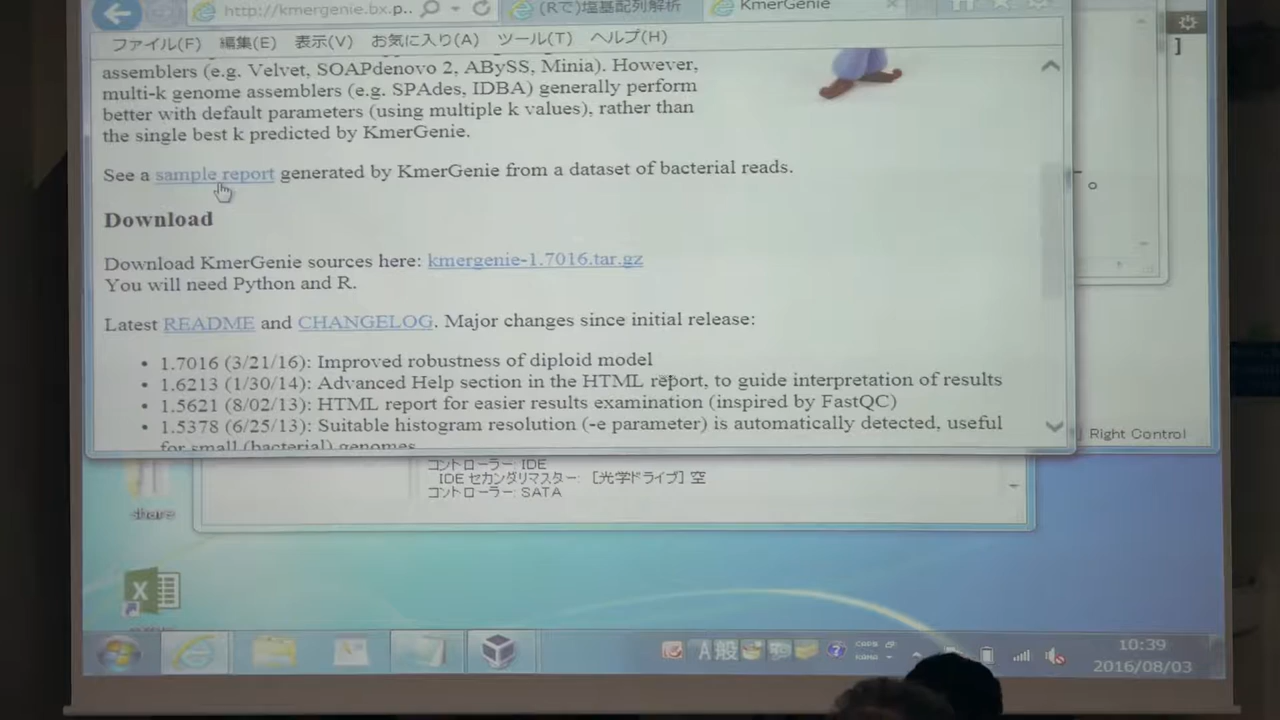 http://kmergenie.bx.p..
(Rで)塩基配列解析
KmerGenie
ファイル(F) 編集(E) 表示(V) お気に入り(A) ツール(T) ヘルプ(H)
assemblers (e.g. Velvet, SOAPdenovo 2, ABySS, Minia). However,
multi-k genome assemblers (e.g. SPAdes, IDBA) generally perform
better with default parameters (using multiple k values), rather than
the single best k predicted by KmerGenie.
See a sample report generated by KmerGenie from a dataset of bacterial reads.
Download
Download KmerGenie sources here: kmergenie-1.7016.tar.gz
You will need Python and R.
Latest README and CHANGELOG. Major changes since initial release:
• 1.7016 (3/21/16): Improved robustness of diploid model
• 1.6213 (1/30/14): Advanced Help section in the HTML report, to guide interpretation of results
• 1.5621 (8/02/13): HTML report for easier results examination (inspired by FastQC)
• 1.5378 (6/25/13): Suitable histogram resolution (-e parameter) is automatically detected, useful
for small (bacterial) genomes
]
。
Right Control
コントローラー: IDE
IDE セカンダリマスター: [光学ドライブ] 空
コントローラー: SATA
share
A 般
CAPS
KANA
10:39
2016/08/03